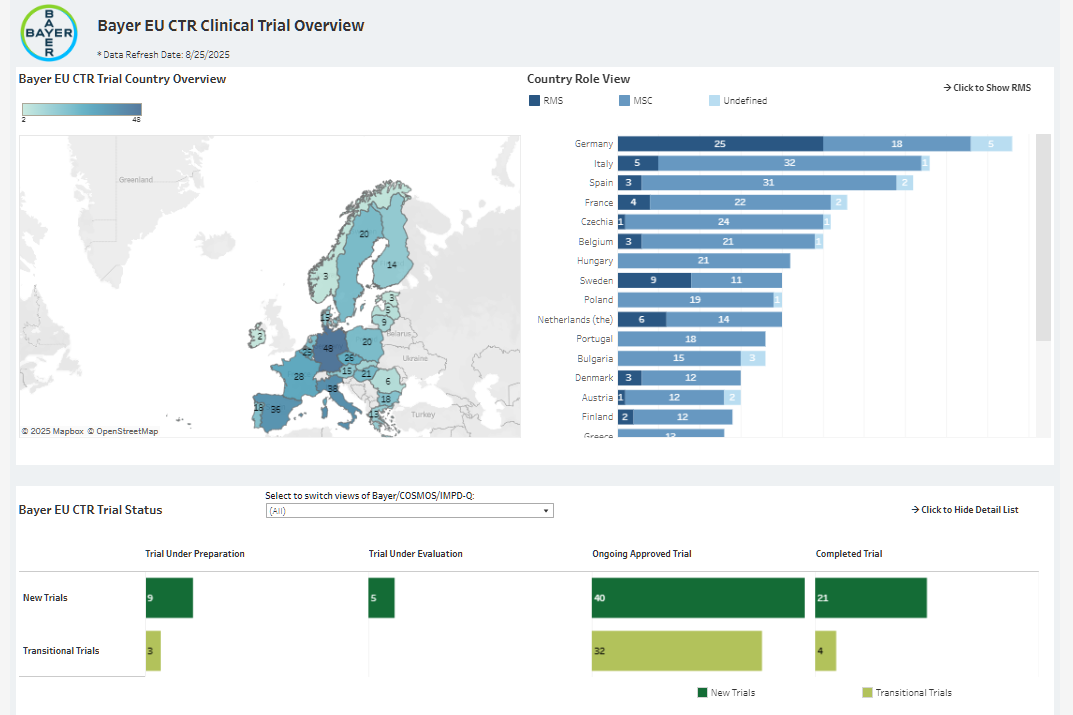 BAYER
BAYER
Bayer EU CTR Clinical Trial Overview
* Data Refresh Date: 8/25/2025
Bayer EU CTR Trial Country Overview
2 48
Greenland
20
14
3
3
5
9
15
2
Belarus
48
20
25
26
Ukraine
15
21
28
6
38
18
18
36
13
Turkey
© 2025 Mapbox © OpenStreetMap
Country Role View
→ Click to Show RMS
RMS MSC Undefined
Germany 25 18 5
Italy 5 32 1
Spain 3 31 2
France 4 22 2
Czechia 1 24 1
Belgium 3 21 1
Hungary 21
Sweden 9 11
Poland 19 1
Netherlands (the) 6 14
Portugal 18
Bulgaria 15 3
Denmark 3 12
Austria 1 12 2
Finland 2 12
Greece 13
Select to switch views of Bayer/COSMOS/IMPD-Q:
Bayer EU CTR Trial Status (All) → Click to Hide Detail List
Trial Under Preparation Trial Under Evaluation Ongoing Approved Trial Completed Trial
New Trials 9 5 40 21
Transitional Trials 3 32 4
New Trials Transitional Trials